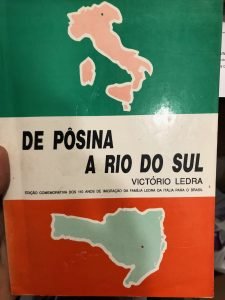 DE PÔSINA
A RIO DO SUL
VICTÓRIO LEDRA
EDIÇÃO COMEMORATIVA DOS 110 ANOS DE IMIGRAÇÃO DA FAMÍLIA LEDRA DA ITÁLIA PARA O BRASIL